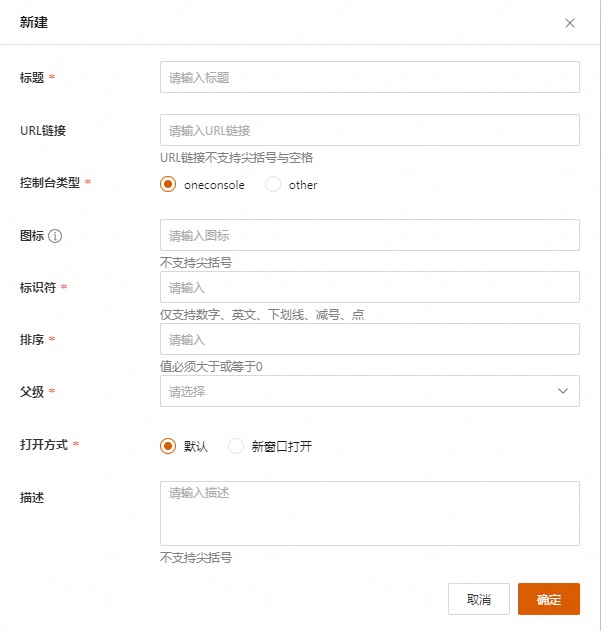 新建
标题 *
请输入标题
URL链接
请输入URL链接
URL链接不支持尖括号与空格
控制台类型 *
oneconsole other
图标
请输入图标
不支持尖括号
标识符 *
请输入
仅支持数字、英文、下划线、减号、点
排序 *
请输入
值必须大于或等于0
父级 *
请选择
打开方式 *
默认 新窗口打开
描述
请输入描述
不支持尖括号
取消 确定